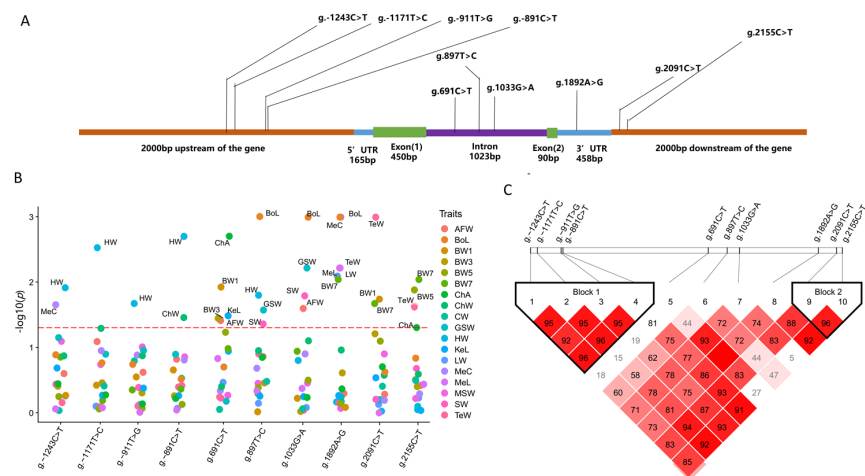 A
g.-1243C>T
g.-1171T>C
g.-911T>G
g.-891C>T
g.2155C>T
g.897T>C
g.2091C>T
g.691C>T
g.1033G>A
g.1892A>G
2000bp upstream of the gene
5' UTR
165bp
Exon(1)
450bp
Intron
1023bp
Exon(2)
90bp
3' UTR
458bp
2000bp downstream of the gene
B
-log10(p)
3
2
1
0
MeC
HW
HW
HW
HW
ChW
ChA
BW1
BW3
KeL
AFW
BoL
HW
GSW
SW
BoL
GSW
SW
AFW
BoL
MeC
TeW
MeL
LW
BW7
TeW
BW1
BW7
BW7
BW5
TeW
ChA
g.-1243C>T
g.-1171T>C
g.-911T>G
g.-891C>T
g.691C>T
g.897T>C
g.1033G>A
g.1892A>G
g.2091C>T
g.2155C>T
Traits
AFW
BoL
BW1
BW3
BW5
BW7
ChA
ChW
CW
GSW
HW
KeL
LW
MeC
MeL
MSW
SW
TeW
C
g.-1243C>T
g.-1171T>C
g.-911T>G
g.-891C>T
g.691C>T
g.897T>C
g.1033G>A
g.1892A>G
g.2091C>T
g.2155C>T
Block 1
Block 2
1 2 3 4 5 6 7 8 9 10
95 95 95 81 44 72 74 88 96
92 96 19 77 93 83 92
96 15 62 75 44 5
18 58 78 86 83 47
60 75 76 93 27
71 94 91
73 94 93
83 92
85